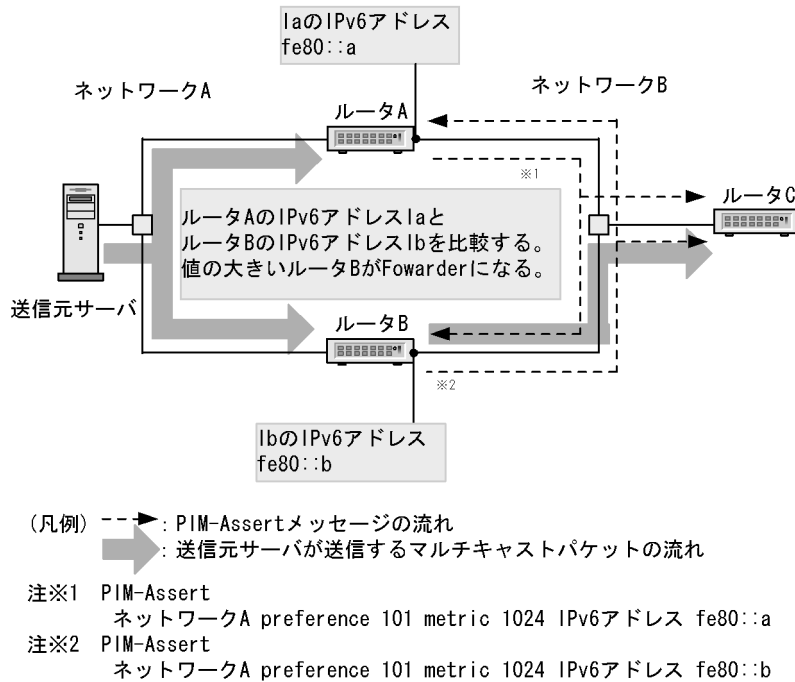 IaのIPv6アドレス
fe80::a
ネットワークA
ネットワークB
ルータA
※1
ルータC
ルータAのIPv6アドレスIaと
ルータBのIPv6アドレスIbを比較する。
値の大きいルータBがFowarderになる。
送信元サーバ
ルータB
※2
IbのIPv6アドレス
fe80::b
(凡例)
: PIM-Assertメッセージの流れ
: 送信元サーバが送信するマルチキャストパケットの流れ
注※1 PIM-Assert
ネットワークA preference 101 metric 1024 IPv6アドレス fe80::a
注※2 PIM-Assert
ネットワークA preference 101 metric 1024 IPv6アドレス fe80::b